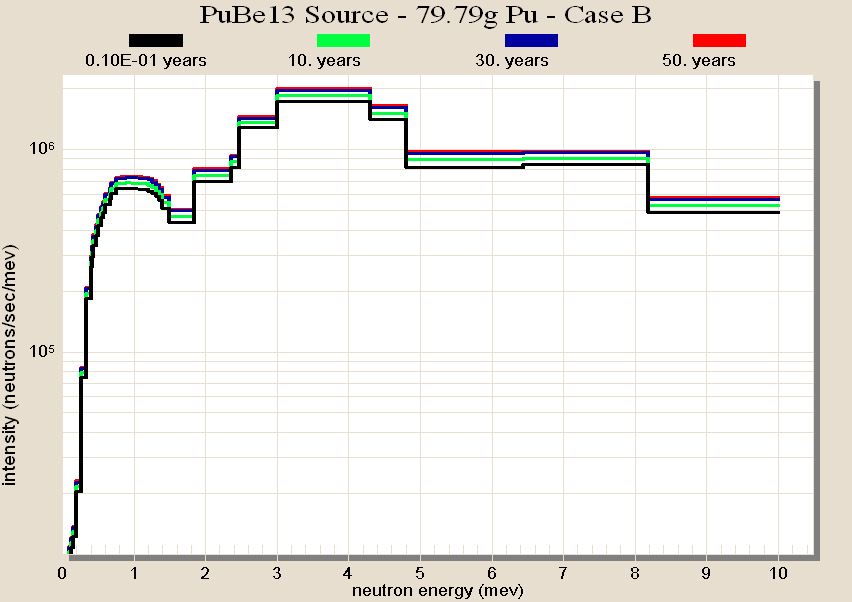 PuBe13 Source - 79.79g Pu - Case B
0.10E-01 years 10. years 30. years 50. years
10⁶
10⁵
intensity (neutrons/sec/mev)
0 1 2 3 4 5 6 7 8 9 10
neutron energy (mev)